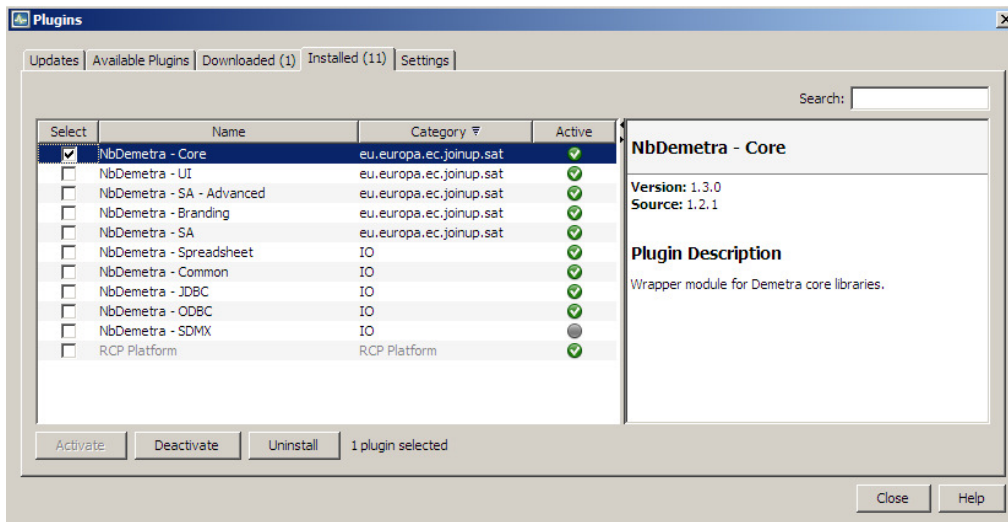 Plugins
Updates Available Plugins Downloaded (1) Installed (11) Settings
Search:
Select Name Category Active
NbDemetra - Core eu.europa.ec.joinup.sat
NbDemetra - UI eu.europa.ec.joinup.sat
NbDemetra - SA - Advanced eu.europa.ec.joinup.sat
NbDemetra - Branding eu.europa.ec.joinup.sat
NbDemetra - SA eu.europa.ec.joinup.sat
NbDemetra - Spreadsheet IO
NbDemetra - Common IO
NbDemetra - JDBC IO
NbDemetra - ODBC IO
NbDemetra - SDMX IO
RCP Platform RCP Platform
NbDemetra - Core
Version: 1.3.0
Source: 1.2.1
Plugin Description
Wrapper module for Demetra core libraries.
Activate Deactivate Uninstall 1 plugin selected
Close Help